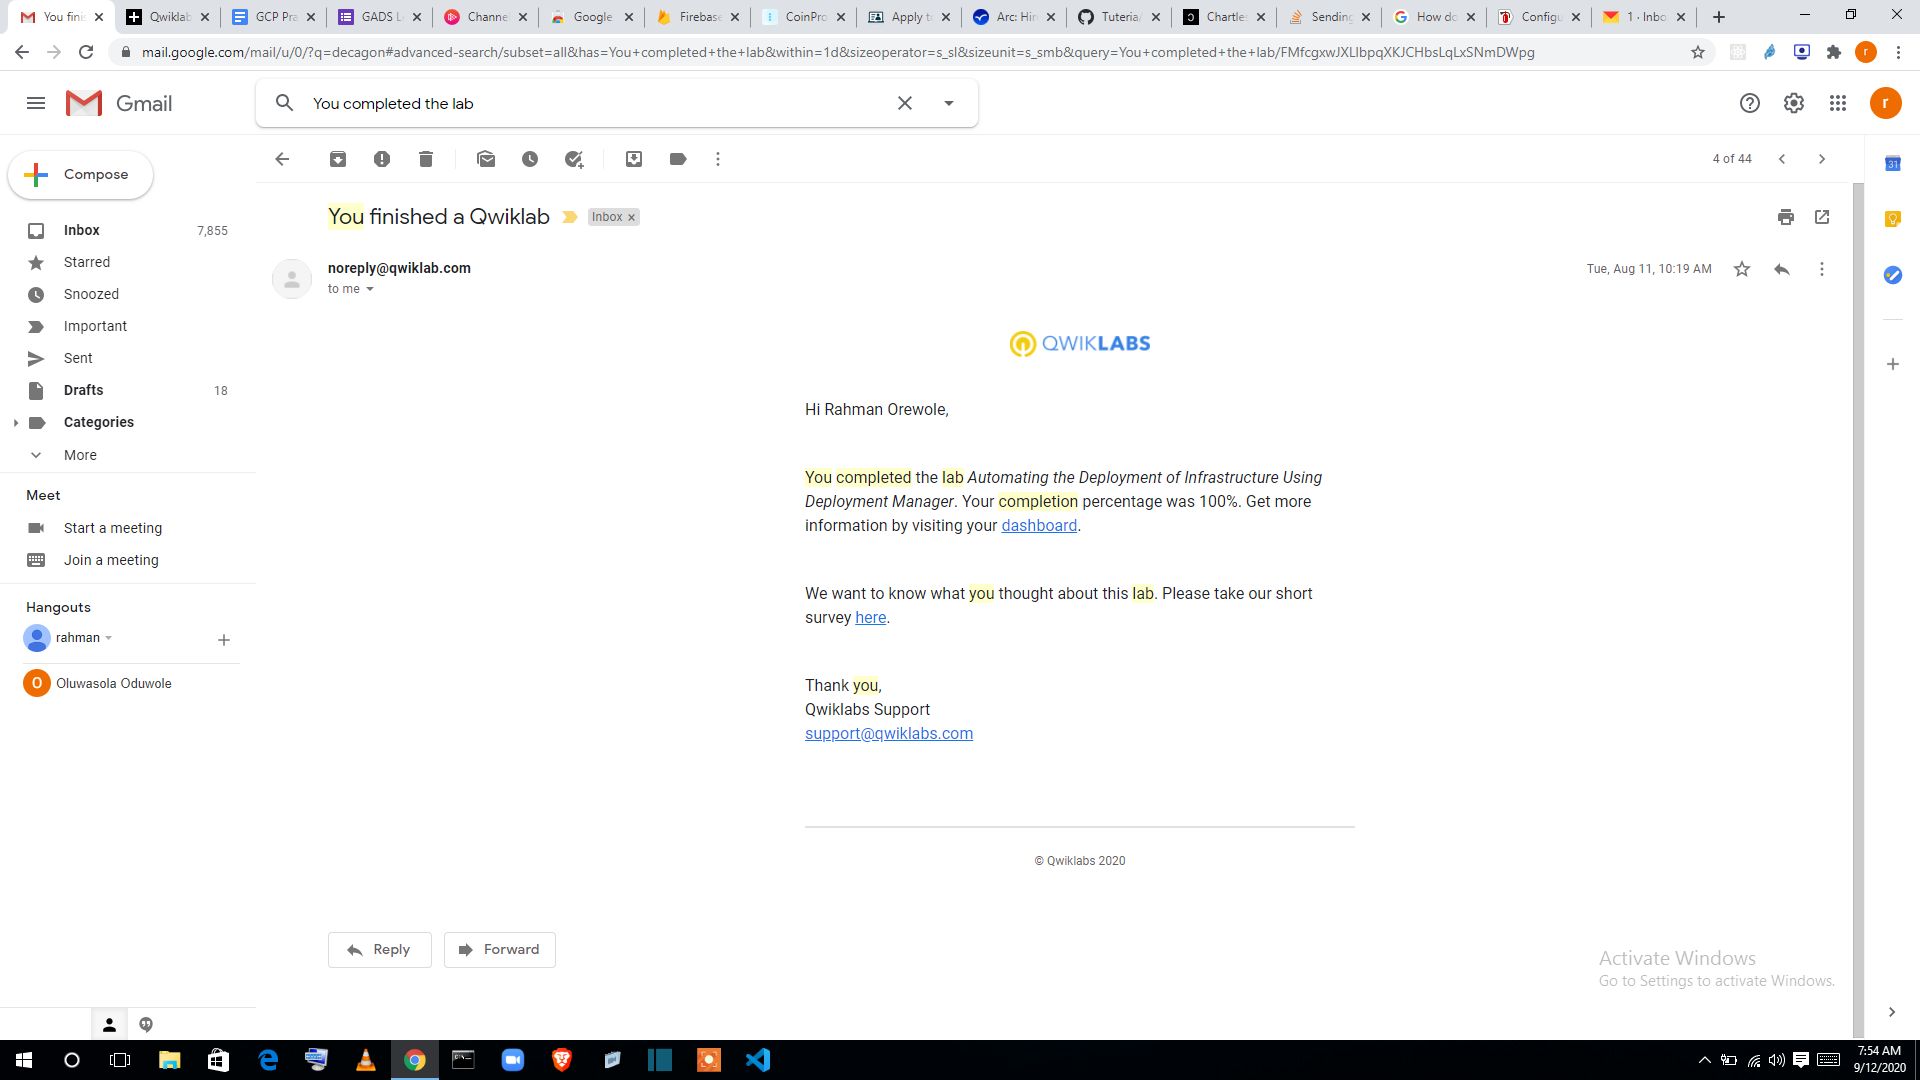 You finis
Qwiklab
GCP Pra
GADS L
Channel
Google
Firebase
CoinPro
Apply to
Arc: Hir
Tuteria/
Chartles
Sending
How do
Config
1 · Inbo
mail.google.com/mail/u/0/?q=decagon#advanced-search/subset=all&has=You+completed+the+lab&within=1d&sizeoperator=s_sl&sizeunit=s_smb&query=You+completed+the+lab/FMfcgxwJXLlbpqXKJCHbsLqLxSNmDWpg
r
Gmail
You completed the lab
r
Compose
4 of 44
31
Inbox 7,855
Starred
Snoozed
Important
Sent
Drafts 18
Categories
More
Meet
Start a meeting
Join a meeting
Hangouts
rahman
O Oluwasola Oduwole
You finished a Qwiklab Inbox x
noreply@qwiklab.com
Tue, Aug 11, 10:19 AM
to me
QWIKLABS
Hi Rahman Orewole,
You completed the lab Automating the Deployment of Infrastructure Using
Deployment Manager. Your completion percentage was 100%. Get more
information by visiting your dashboard.
We want to know what you thought about this lab. Please take our short
survey here.
Thank you,
Qwiklabs Support
support@qwiklabs.com
© Qwiklabs 2020
Reply
Forward
Activate Windows
Go to Settings to activate Windows.
7:54 AM
9/12/2020